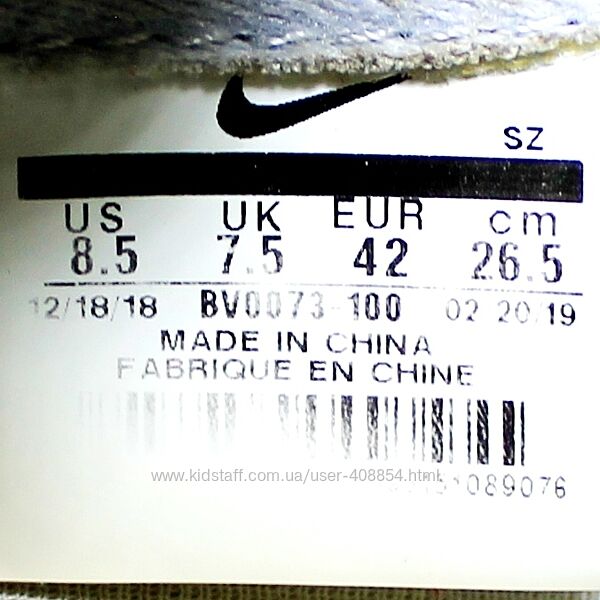 SZ
US UK EUR cm
8.5 7.5 42 26.5
12/18/18 BV0073-100 02 20/19
MADE IN CHINA
FABRIQUE EN CHINE
www.kidstaff.com.ua/user-408854.html